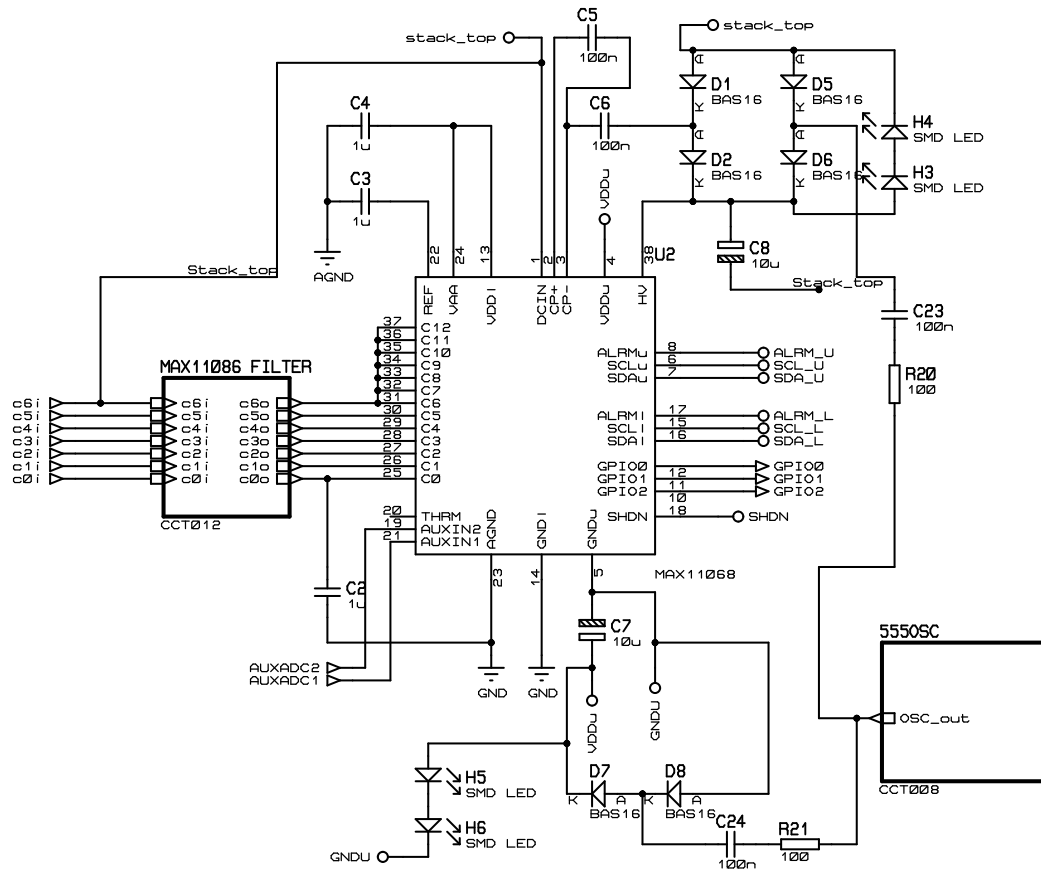 C5
stack_top
100n
stack_top
C4
1u
C6
100n
A
D1
BAS16
K
A
D5
BAS16
K
A
D2
BAS16
K
D6
BAS16
H4
SMD LED
H3
SMD LED
C3
1u
VDDu
AGND
Stack_top
C8
10u
Stack_top
C23
100n
R20
100
22
24
13
1
2
3
4
38
U2
REF
VAA
VDDl
DCIN
CP+
CP-
VDDu
HV
37 C12
36 C11
35 C10
34 C9
33 C8
32 C7
31 C6
30 C5
29 C4
28 C3
27 C2
26 C1
25 C0
20 THRM
19 AUXIN2
21 AUXIN1
MAX11086 FILTER
c6i c6i c6o
c5i c5i c5o
c4i c4i c4o
c3i c3i c3o
c2i c2i c2o
c1i c1i c1o
c0i c0i c0o
CCT012
ALRMu 8 ALRM_U
SCLu 6 SCL_U
SDAu 7 SDA_U
ALRMl 17 ALRM_L
SCLl 15 SCL_L
SDAl 16 SDA_L
GPIO0 GPIO0
GPIO1 12 GPIO1
GPIO2 11 GPIO2
10
SHDN 18 SHDN
AGND
GNDl
GNDu
23
14
5
MAX11068
C2
1u
C7
10u
AUXADC2
AUXADC1
GND
GND
VDDu
GNDU
555OSC
OSC_out
CCT008
H5
SMD LED
H6
SMD LED
GNDU
D7
K A
BAS16
D8
K A
BAS16
C24
100n
R21
100